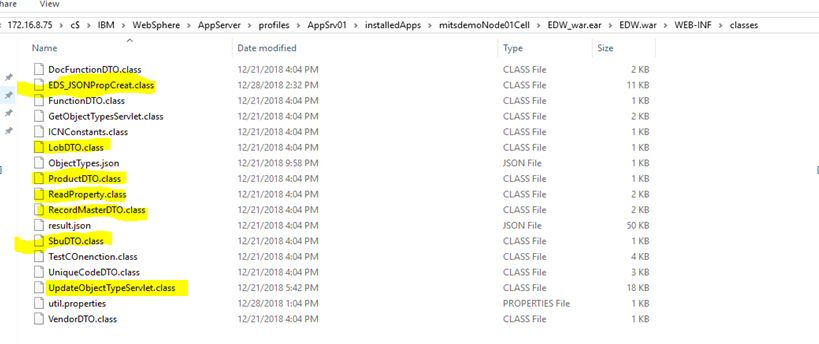 Share View
172.16.8.75 › c$ › IBM › WebSphere › AppServer › profiles › AppSrv01 › installedApps › mitsdemoNode01Cell › EDW_war.ear › EDW.war › WEB-INF › classes
Name Date modified Type Size
DocFunctionDTO.class 12/21/2018 4:04 PM CLASS File 2 KB
EDS_JSONPropCreat.class 12/28/2018 2:32 PM CLASS File 11 KB
FunctionDTO.class 12/21/2018 4:04 PM CLASS File 1 KB
GetObjectTypesServlet.class 12/21/2018 4:04 PM CLASS File 2 KB
ICNConstants.class 12/21/2018 4:04 PM CLASS File 1 KB
LobDTO.class 12/21/2018 4:04 PM CLASS File 1 KB
ObjectTypes.json 12/21/2018 9:58 PM JSON File 1 KB
ProductDTO.class 12/21/2018 4:04 PM CLASS File 1 KB
ReadProperty.class 12/21/2018 4:04 PM CLASS File 2 KB
RecordMasterDTO.class 12/21/2018 4:04 PM CLASS File 2 KB
result.json 12/21/2018 4:04 PM JSON File 50 KB
SbuDTO.class 12/21/2018 4:04 PM CLASS File 1 KB
TestCOnenction.class 12/21/2018 4:04 PM CLASS File 4 KB
UniqueCodeDTO.class 12/21/2018 4:04 PM CLASS File 3 KB
UpdateObjectTypeServlet.class 12/21/2018 5:42 PM CLASS File 18 KB
util.properties 12/28/2018 1:04 PM PROPERTIES File 1 KB
VendorDTO.class 12/21/2018 4:04 PM CLASS File 1 KB